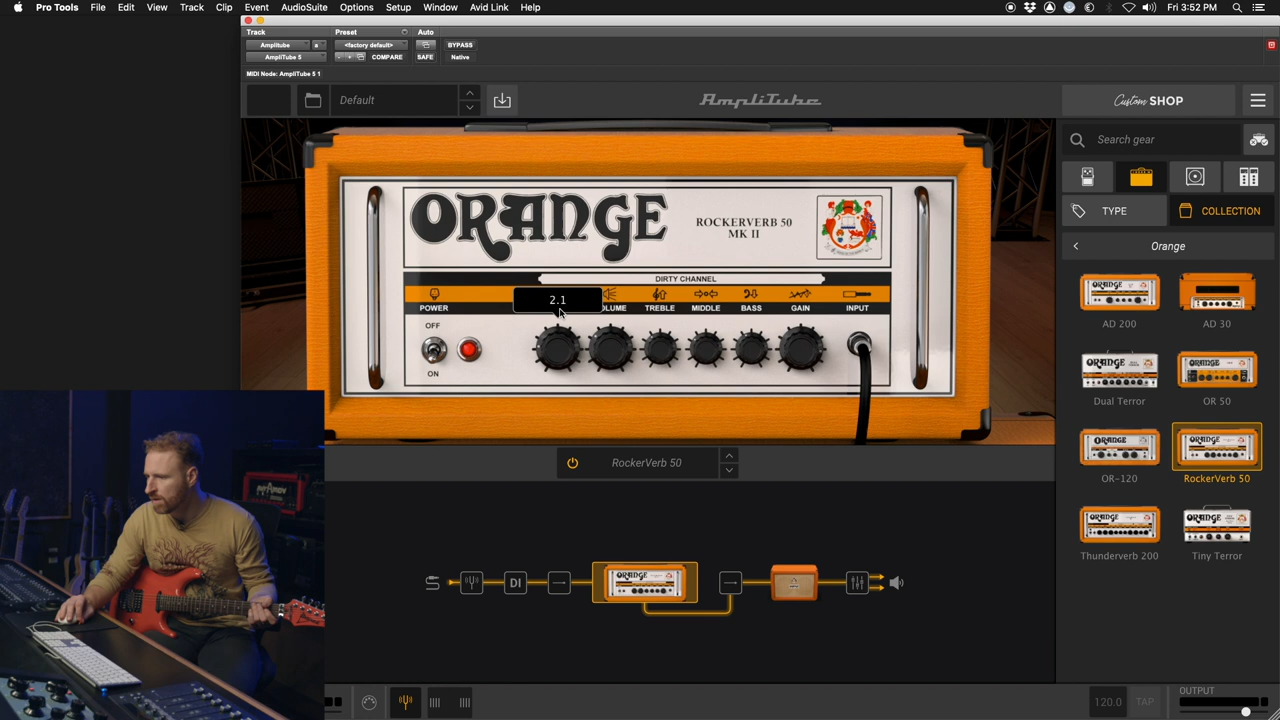 Pro Tools File Edit View Track Clip Event AudioSuite Options Setup Window Avid Link Help Fri 3:52 PM
Track Preset Auto
Amplitube a <factory default> BYPASS
AmpliTube 5 - + COMPARE SAFE Native
MIDI Node: AmpliTube 5 1
Default AmpliTube Custom SHOP
Search gear
TYPE COLLECTION
Orange
ORANGE ROCKERVERB 50
MK II
DIRTY CHANNEL
2.1
POWER OLUME TREBLE MIDDLE BASS GAIN INPUT
OFF
ON
AD 200 AD 30
Dual Terror OR 50
OR-120 RockerVerb 50
Thunderverb 200 Tiny Terror
RockerVerb 50
DI
ORANGE
120.0 TAP OUTPUT